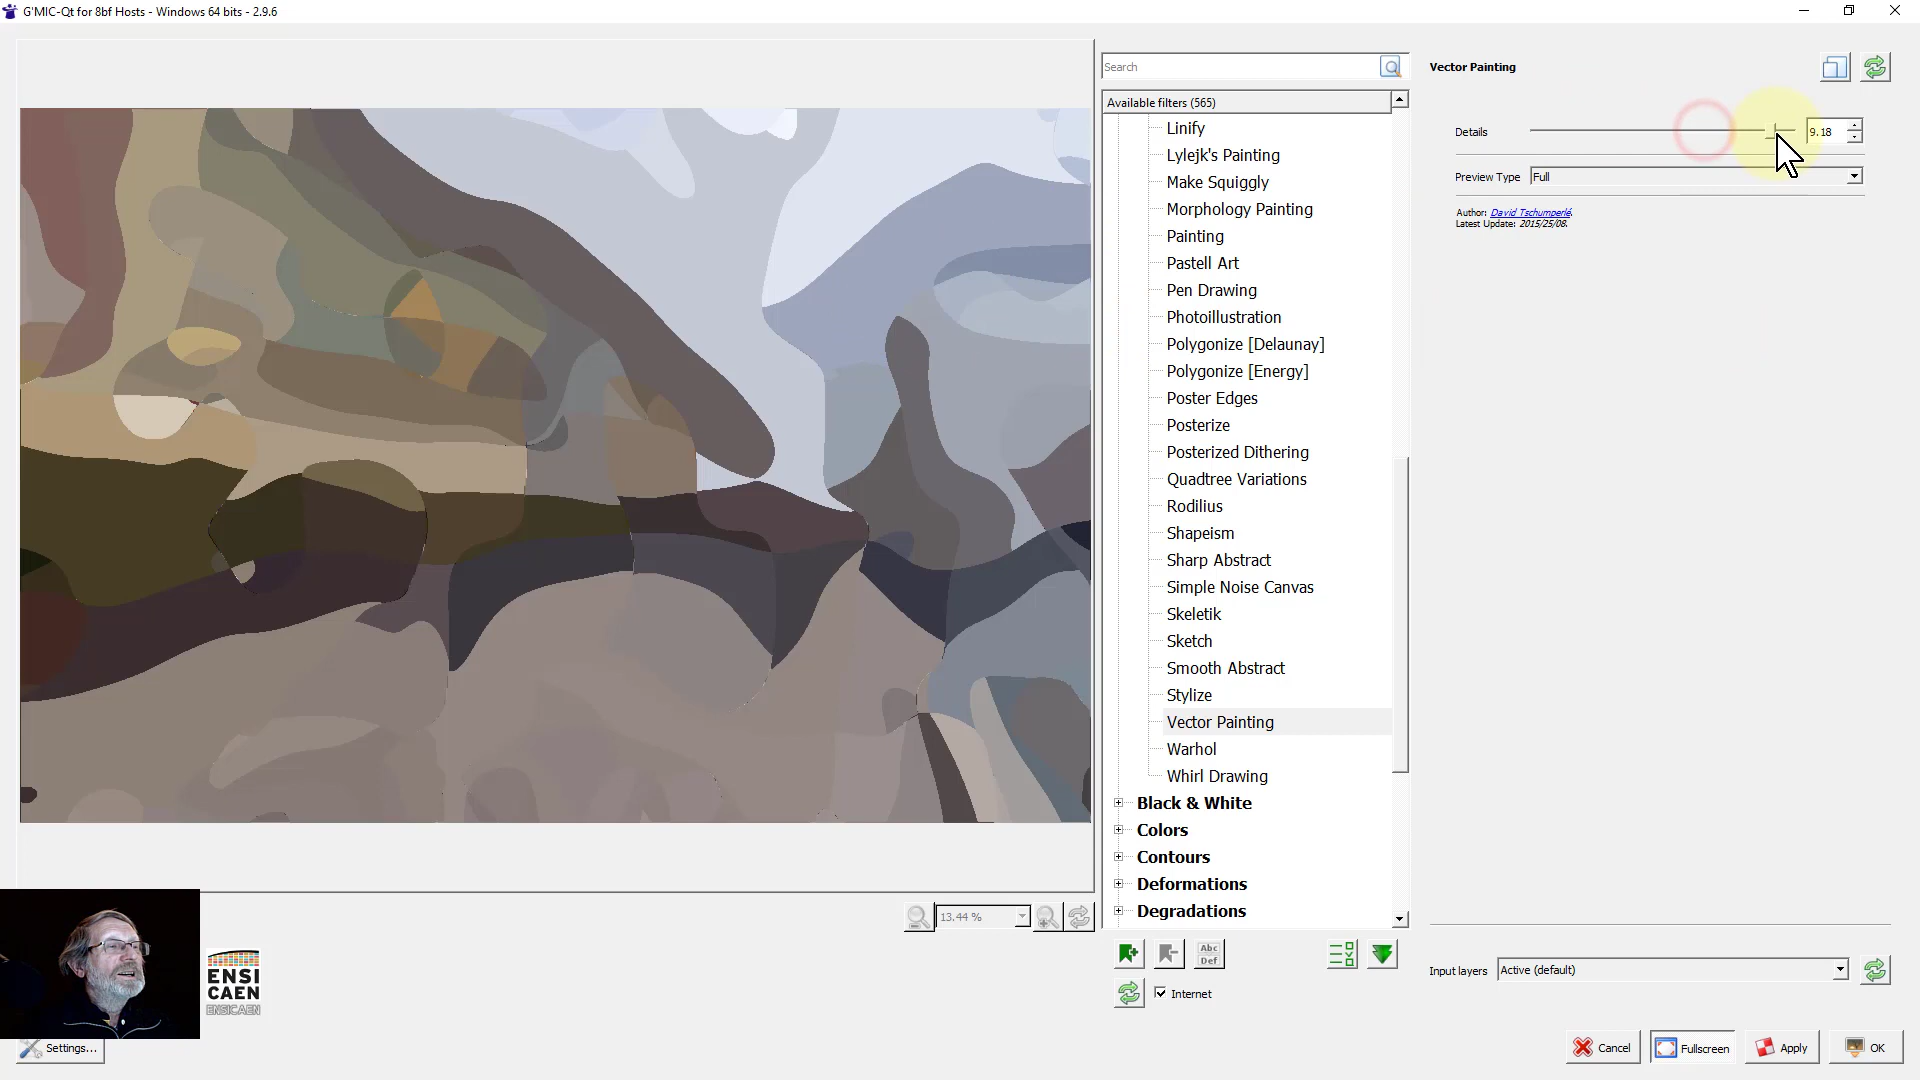 G'MIC-Qt for 8bf Hosts - Windows 64 bits - 2.9.6
Search
Available filters (565)
Linify
Lylejk's Painting
Make Squiggly
Morphology Painting
Painting
Pastell Art
Pen Drawing
Photoillustration
Polygonize [Delaunay]
Polygonize [Energy]
Poster Edges
Posterize
Posterized Dithering
Quadtree Variations
Rodilius
Shapeism
Sharp Abstract
Simple Noise Canvas
Skeletik
Sketch
Smooth Abstract
Stylize
Vector Painting
Warhol
Whirl Drawing
Black & White
Colors
Contours
Deformations
Degradations
Abc
Def
Internet
Vector Painting
Details 9.18
Preview Type Full
Author: David Tschumperlé.
Latest Update: 2015/25/08.
13.44 %
ENSI
CAEN
ENSICAEN
Settings...
Input layers Active (default)
Cancel Fullscreen Apply OK